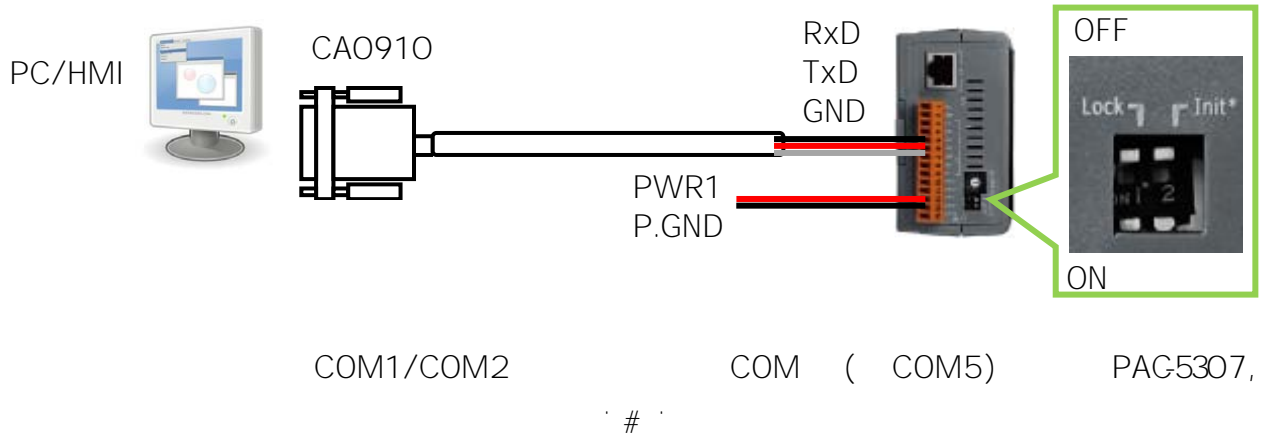 PC/HMI
CA0910
RxD
TxD
GND
PWR1
P.GND
OFF
Lock Init*
1 2
ON
COM1/COM2 COM ( COM5) PAC-5307,
' # '